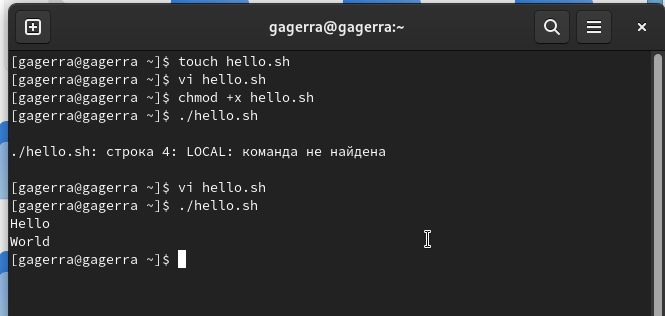 gagerra@gagerra:~
[gagerra@gagerra ~]$ touch hello.sh
[gagerra@gagerra ~]$ vi hello.sh
[gagerra@gagerra ~]$ chmod +x hello.sh
[gagerra@gagerra ~]$ ./hello.sh
./hello.sh: строка 4: LOCAL: команда не найдена
[gagerra@gagerra ~]$ vi hello.sh
[gagerra@gagerra ~]$ ./hello.sh
Hello
World
[gagerra@gagerra ~]$